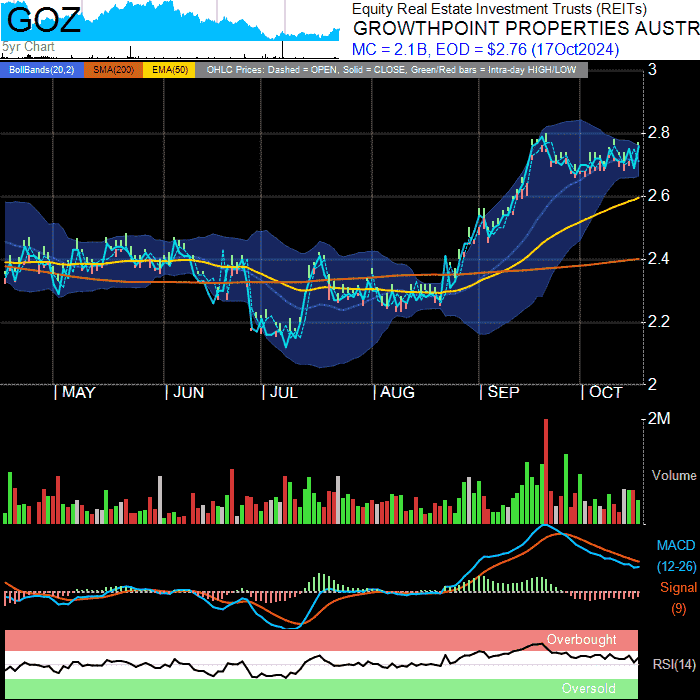 GOZ
5yr Chart
Equity Real Estate Investment Trusts (REITs)
GROWTHPOINT PROPERTIES AUSTR
MC = 2.1B, EOD = $2.76 (17Oct2024)
BollBands(20,2) SMA(200) EMA(50) OHLC Prices: Dashed = OPEN, Solid = CLOSE, Green/Red bars = Intra-day HIGH/LOW
3
2.8
2.6
2.4
2.2
2
MAY JUN JUL AUG SEP OCT
2M
Volume
MACD
(12-26)
Signal
(9)
Overbought
RSI(14)
Oversold